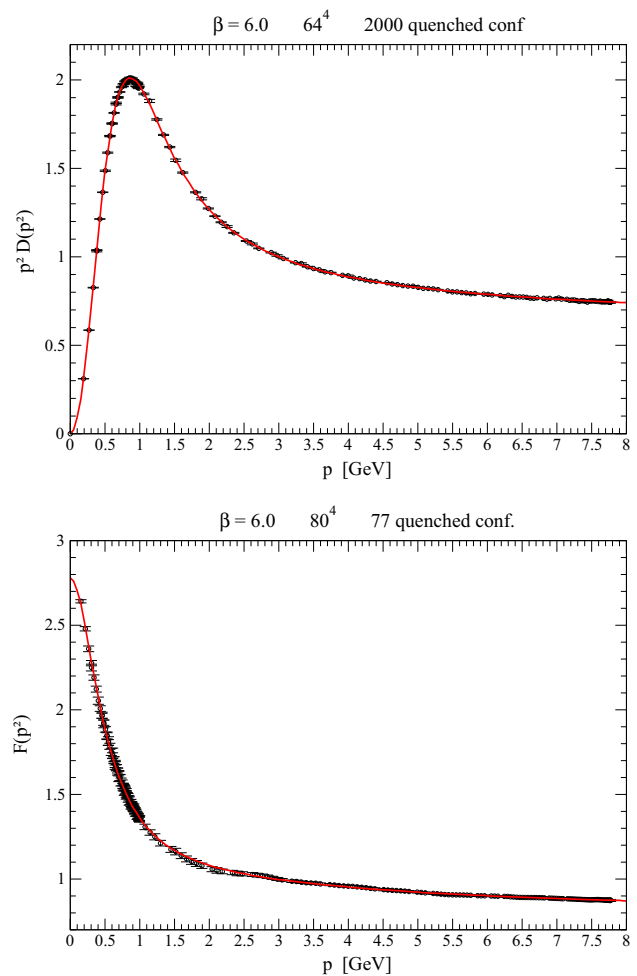 β = 6.0 64⁴ 2000 quenched conf
2
1.5
1
0.5
0
p² D(p²)
0 0.5 1 1.5 2 2.5 3 3.5 4 4.5 5 5.5 6 6.5 7 7.5 8
p [GeV]
β = 6.0 80⁴ 77 quenched conf.
3
2.5
2
1.5
1
F(p²)
0 0.5 1 1.5 2 2.5 3 3.5 4 4.5 5 5.5 6 6.5 7 7.5 8
p [GeV]